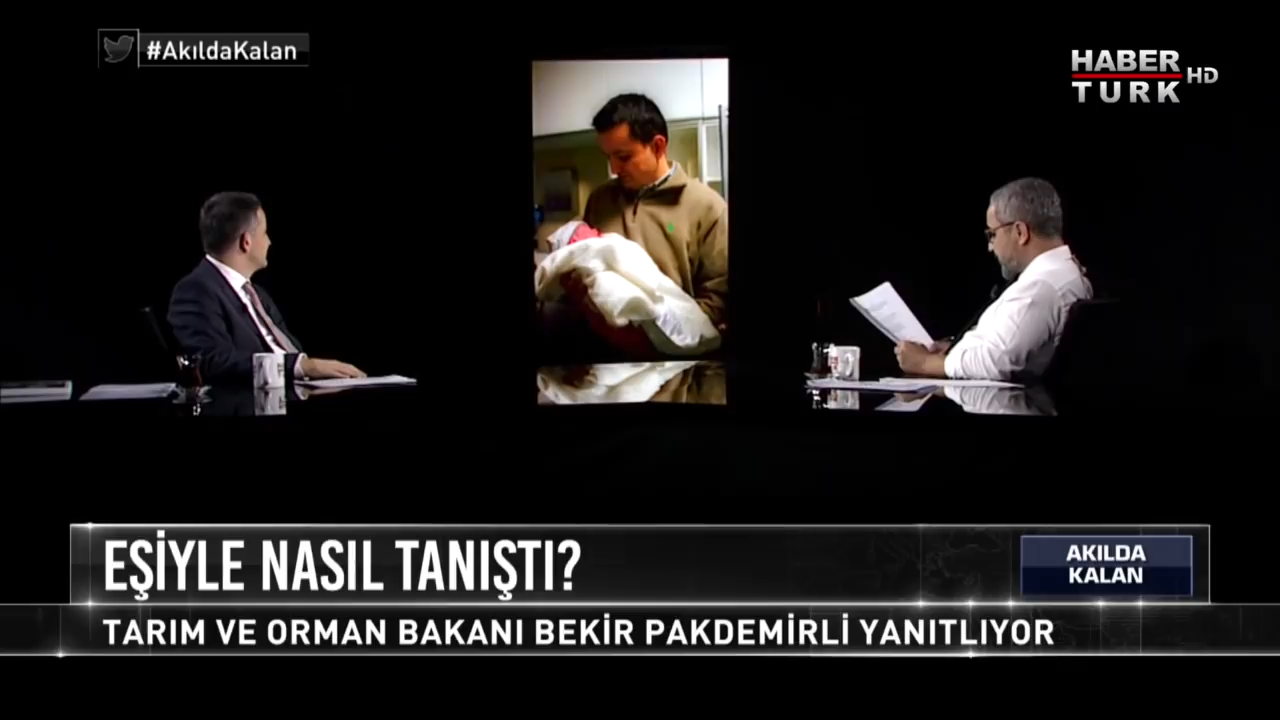 #AkıldaKalan
HABER
TURK HD
EŞİYLE NASIL TANIŞTI?
AKILDA
KALAN
TARIM VE ORMAN BAKANI BEKİR PAKDEMİRLİ YANITLIYOR